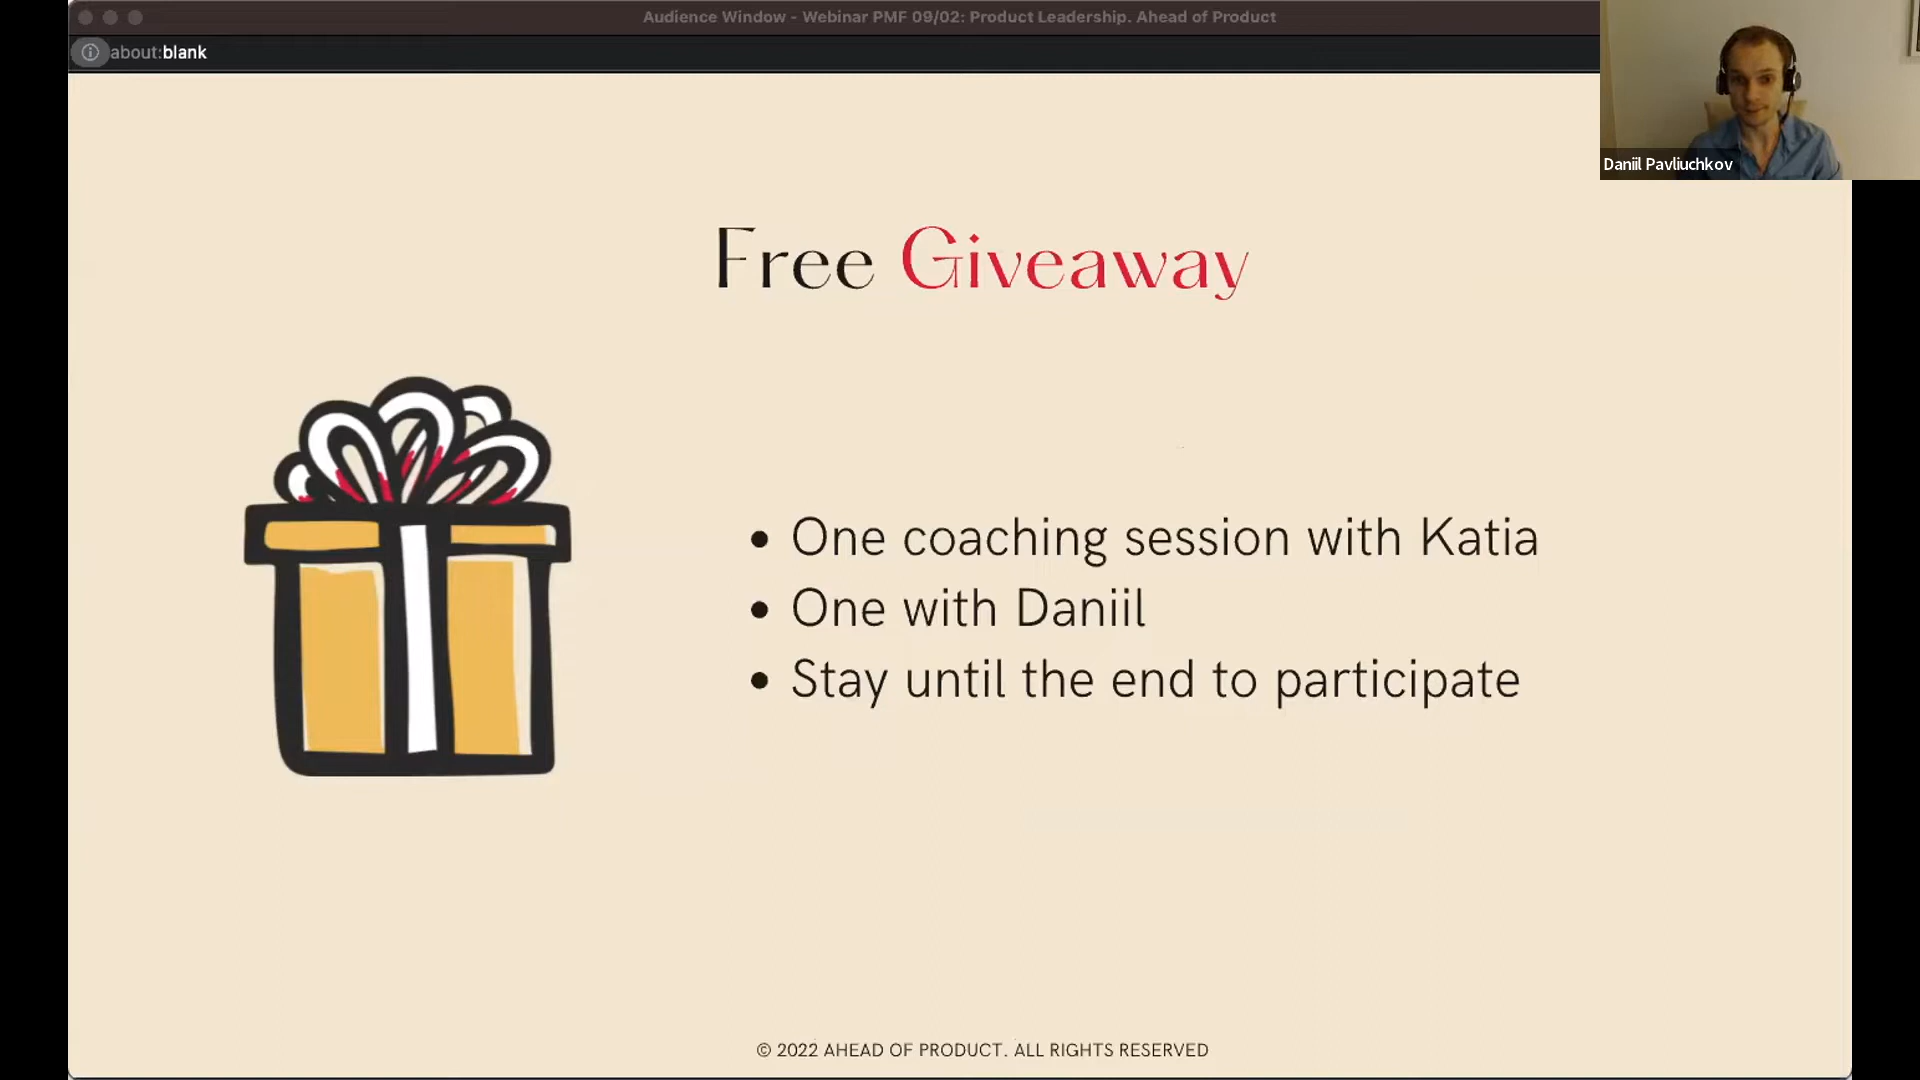 Audience Window - Webinar PMF 09/02: Product Leadership. Ahead of Product
about:blank
Daniil Pavliuchkov
Free Giveaway
• One coaching session with Katia
• One with Daniil
• Stay until the end to participate
© 2022 AHEAD OF PRODUCT. ALL RIGHTS RESERVED